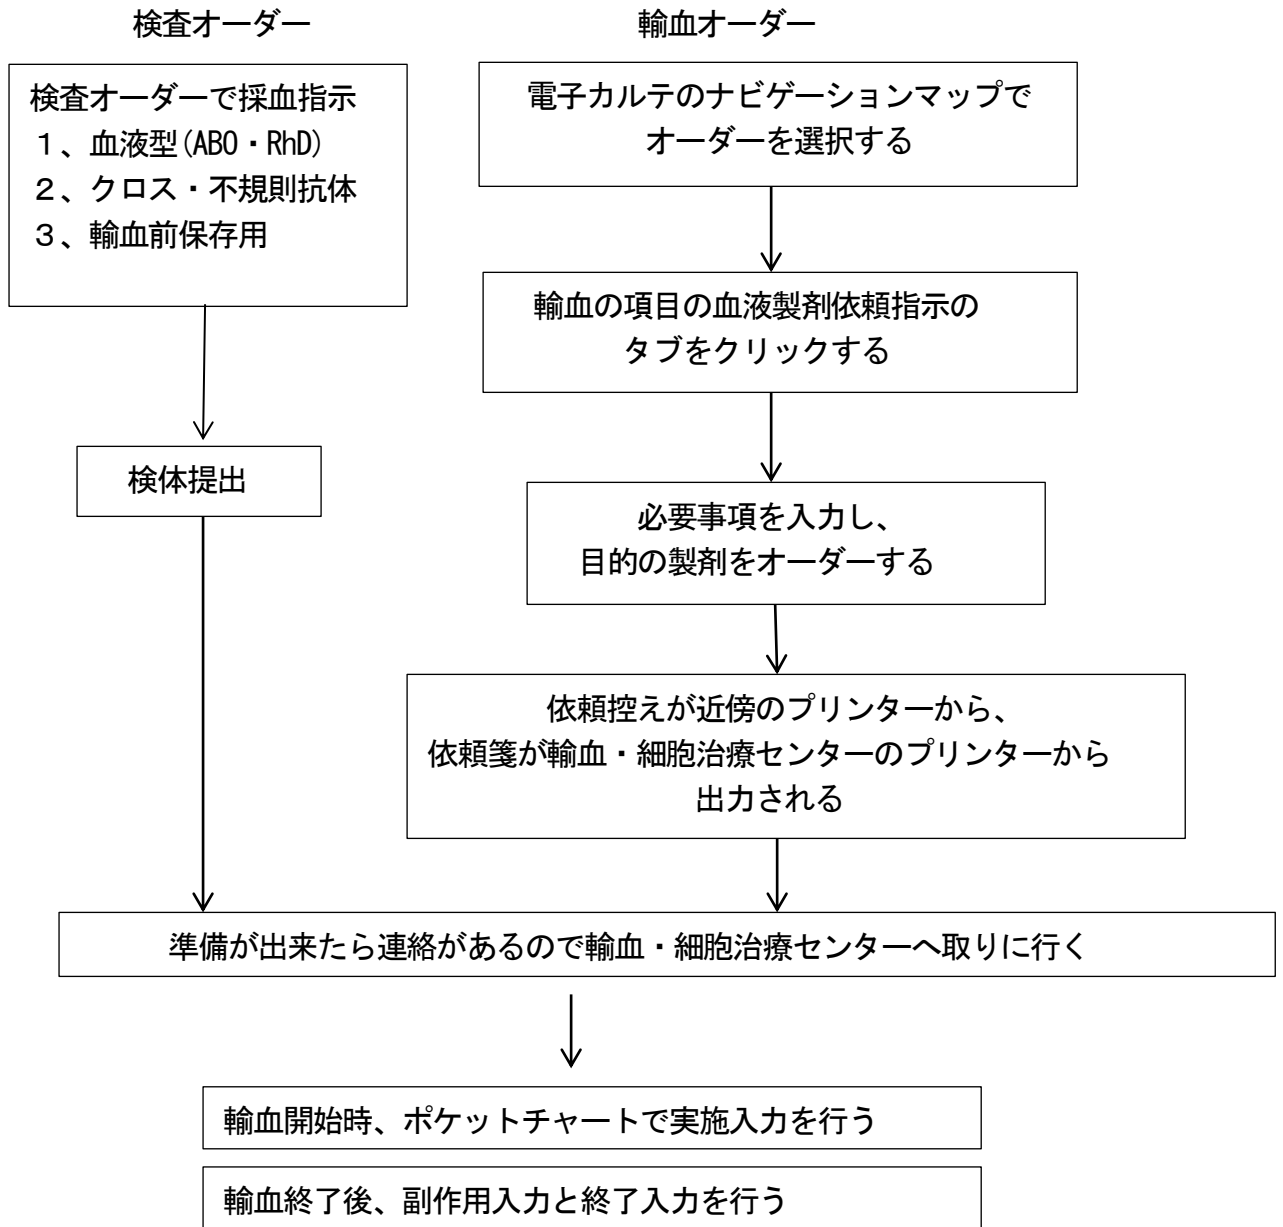 検査オーダー
検査オーダーで採血指示
１、血液型(ABO・RhD)
２、クロス・不規則抗体
３、輸血前保存用
検体提出
輸血オーダー
電子カルテのナビゲーションマップで
オーダーを選択する
輸血の項目の血液製剤依頼指示の
タブをクリックする
必要事項を入力し、
目的の製剤をオーダーする
依頼控えが近傍のプリンターから、
依頼箋が輸血・細胞治療センターのプリンターから
出力される
準備が出来たら連絡があるので輸血・細胞治療センターへ取りに行く
輸血開始時、ポケットチャートで実施入力を行う
輸血終了後、副作用入力と終了入力を行う